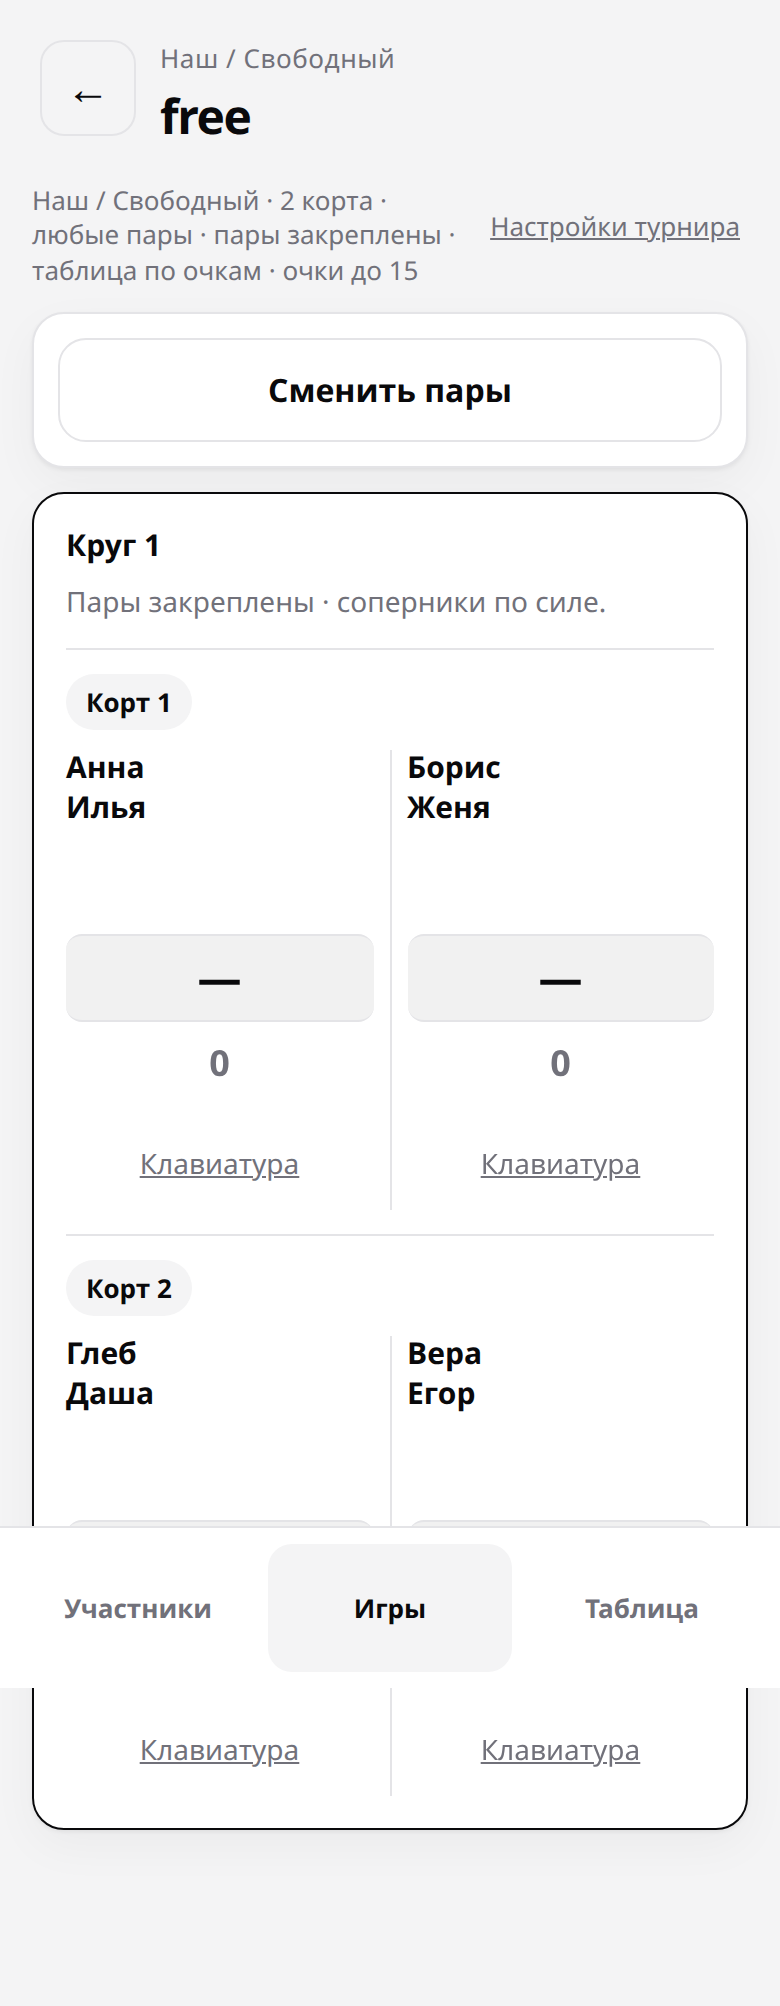 ←
Наш / Свободный
free
Наш / Свободный · 2 корта ·
любые пары · пары закреплены ·
таблица по очкам · очки до 15
Настройки турнира
Сменить пары
Круг 1
Пары закреплены · соперники по силе.
Корт 1
Анна
Илья
Борис
Женя
— —
0 0
Клавиатура Клавиатура
Корт 2
Глеб
Даша
Вера
Егор
Участники Игры Таблица
Клавиатура Клавиатура